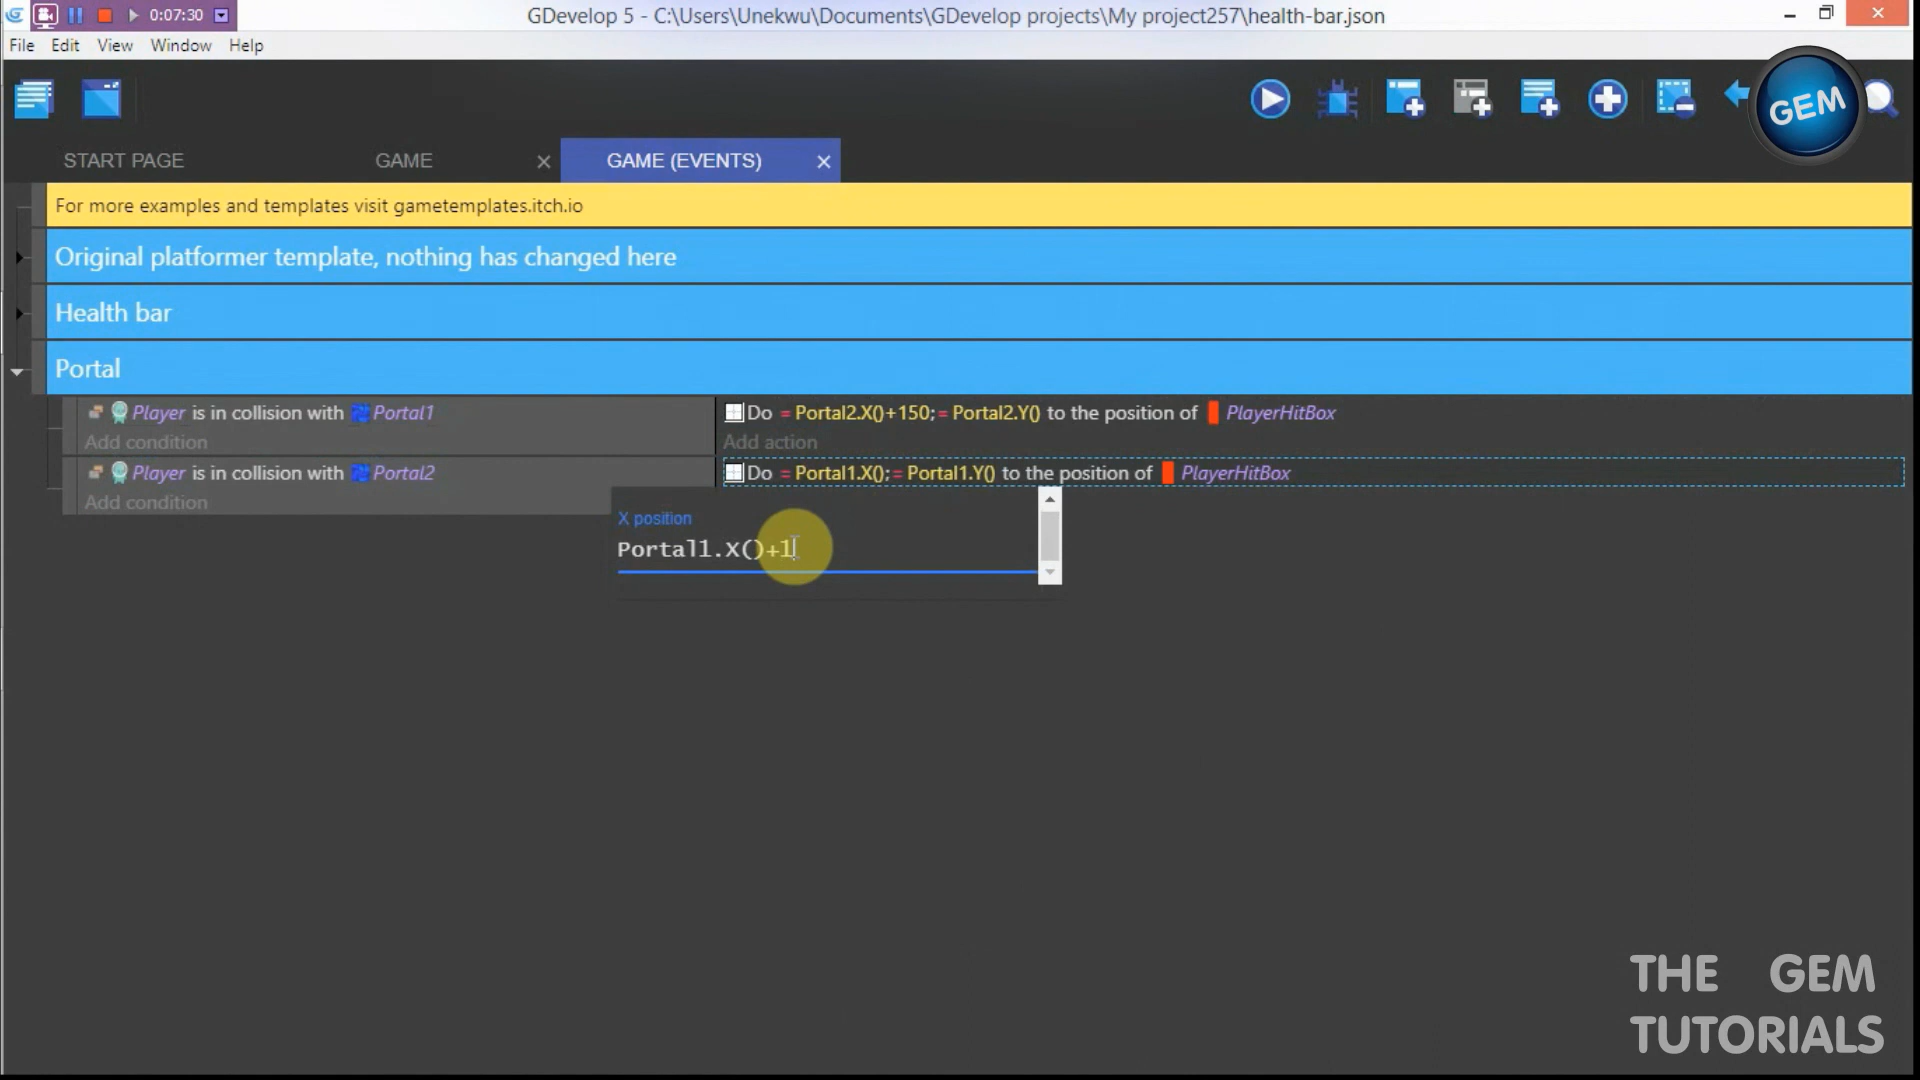 0:07:30
GDevelop 5 - C:\Users\Unekwu\Documents\GDevelop projects\My project257\health-bar.json
File Edit View Window Help
GEM
START PAGE
GAME
GAME (EVENTS)
For more examples and templates visit gametemplates.itch.io
Original platformer template, nothing has changed here
Health bar
Portal
Player is in collision with Portal1
Add condition
Do = Portal2.X()+150;= Portal2.Y() to the position of PlayerHitBox
Add action
Player is in collision with Portal2
Add condition
Do = Portal1.X();= Portal1.Y() to the position of PlayerHitBox
X position
Portal1.X()+1
THE GEM
TUTORIALS